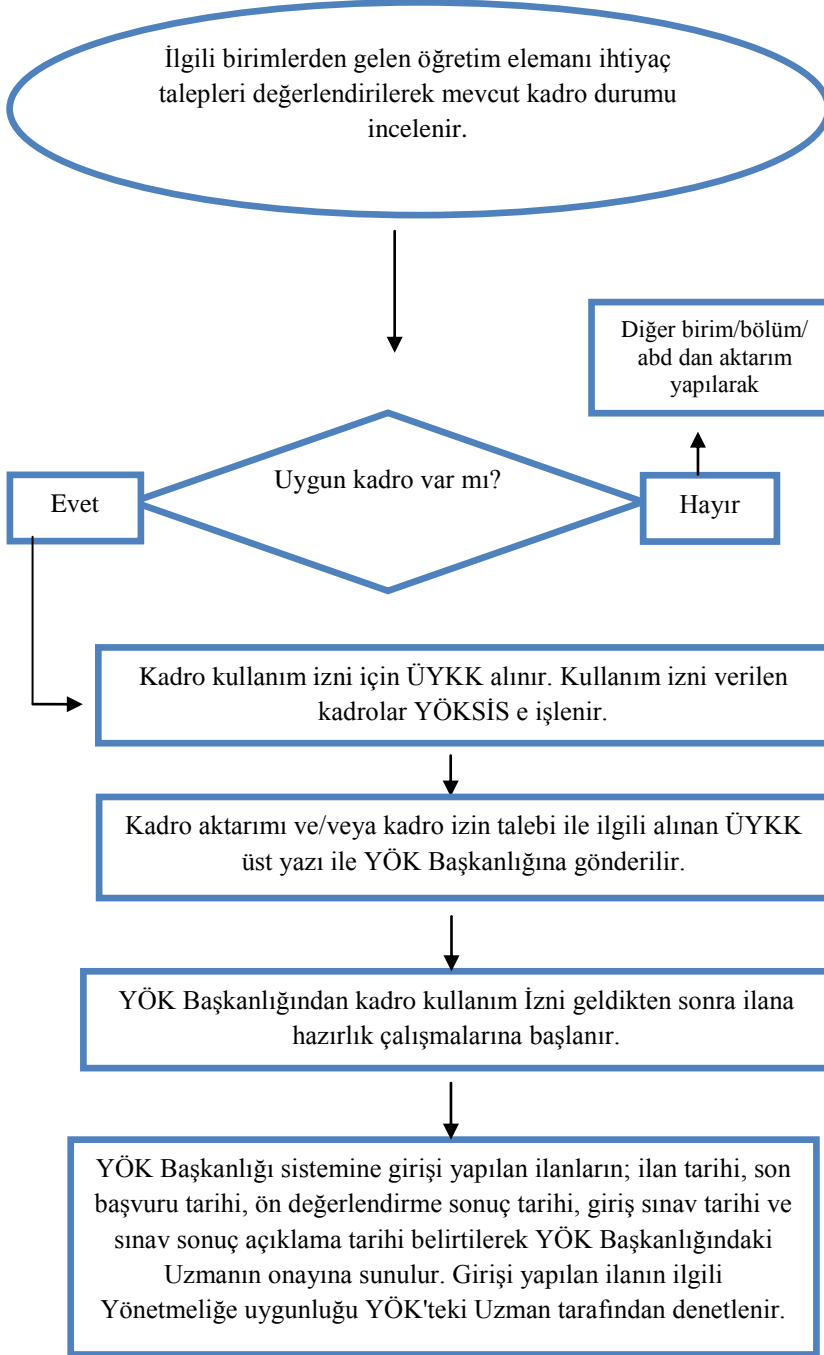 İlgili birimlerden gelen öğretim elemanı ihtiyaç
talepleri değerlendirilerek mevcut kadro durumu
incelenir.
Diğer birim/bölüm/
abd dan aktarım
yapılarak
Uygun kadro var mı?
Evet
Hayır
Kadro kullanım izni için ÜYKK alınır. Kullanım izni verilen
kadrolar YÖKSİS e işlenir.
Kadro aktarımı ve/veya kadro izin talebi ile ilgili alınan ÜYKK
üst yazı ile YÖK Başkanlığına gönderilir.
YÖK Başkanlığından kadro kullanım İzni geldikten sonra ilana
hazırlık çalışmalarına başlanır.
YÖK Başkanlığı sistemine girişi yapılan ilanların; ilan tarihi, son
başvuru tarihi, ön değerlendirme sonuç tarihi, giriş sınav tarihi ve
sınav sonuç açıklama tarihi belirtilerek YÖK Başkanlığındaki
Uzmanın onayına sunulur. Girişi yapılan ilanın ilgili
Yönetmeliğe uygunluğu YÖK'teki Uzman tarafından denetlenir.